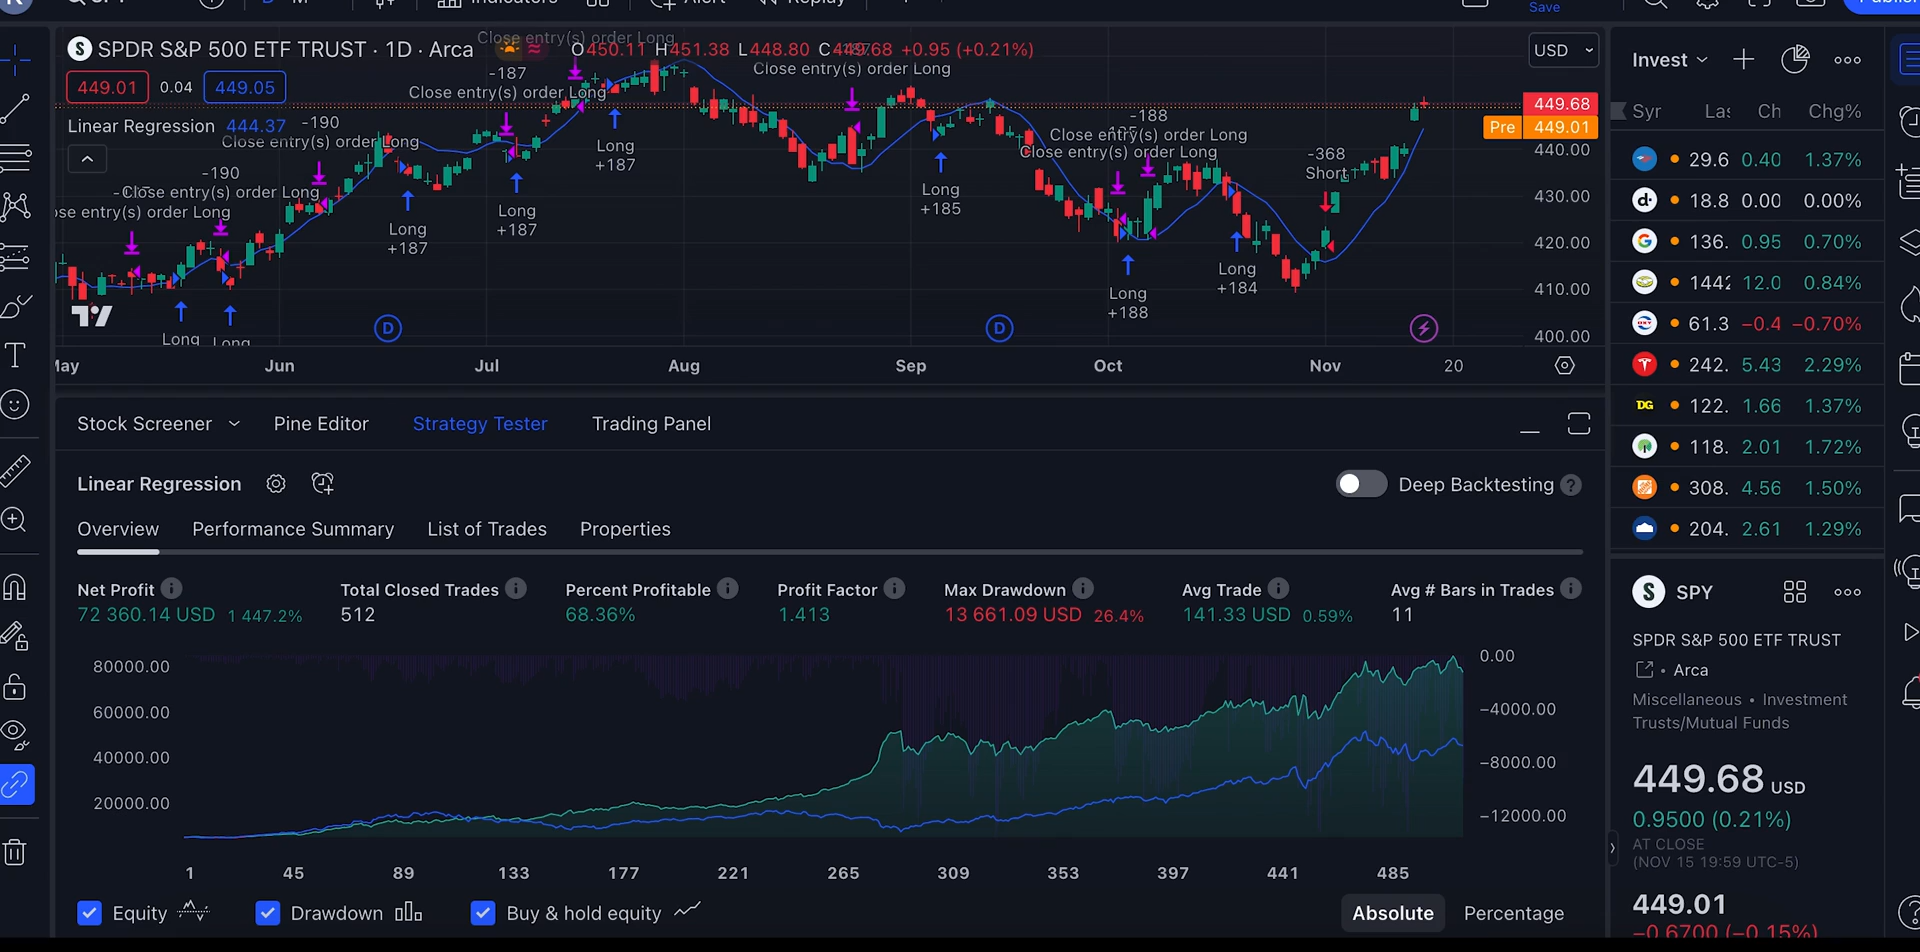 Save
SPDR S&P 500 ETF TRUST · 1D · Arca
O450.11 H451.38 L448.80 C449.68 +0.95 (+0.21%)
449.01 0.04 449.05
Linear Regression 444.37
Close entry(s) order Long
-187
Close entry(s) order Long
Close entry(s) order Long
-190
Close entry(s) order Long
-190
Close entry(s) order Long
se entry(s) order Long
-188
Close entry(s) order Long
Close entry(s) order Long
-368
Short
Long
+187
Long
+185
Long
+187
Long
+187
Long
+184
Long
+188
Long
Long
USD
449.68
Pre 449.01
440.00
430.00
420.00
410.00
400.00
D
D
May Jun Jul Aug Sep Oct Nov 20
Stock Screener Pine Editor Strategy Tester Trading Panel
Linear Regression
Deep Backtesting ?
Overview Performance Summary List of Trades Properties
Net Profit Total Closed Trades Percent Profitable Profit Factor Max Drawdown Avg Trade Avg # Bars in Trades
72 360.14 USD 1 447.2% 512 68.36% 1.413 13 661.09 USD 26.4% 141.33 USD 0.59% 11
80000.00
60000.00
40000.00
20000.00
0.00
−4000.00
−8000.00
−12000.00
1 45 89 133 177 221 265 309 353 397 441 485
Equity Drawdown Buy & hold equity
Absolute Percentage
Invest
Syr Las Ch Chg%
29.6 0.40 1.37%
d· 18.8 0.00 0.00%
G 136. 0.95 0.70%
1442 12.0 0.84%
OXY 61.3 −0.4 −0.70%
242. 5.43 2.29%
DG 122. 1.66 1.37%
118. 2.01 1.72%
308. 4.56 1.50%
204. 2.61 1.29%
S SPY
SPDR S&P 500 ETF TRUST
Arca
Miscellaneous • Investment
Trusts/Mutual Funds
449.68 USD
0.9500 (0.21%)
AT CLOSE
(NOV 15 19:59 UTC-5)
449.01
−0.6700 (−0.15%)